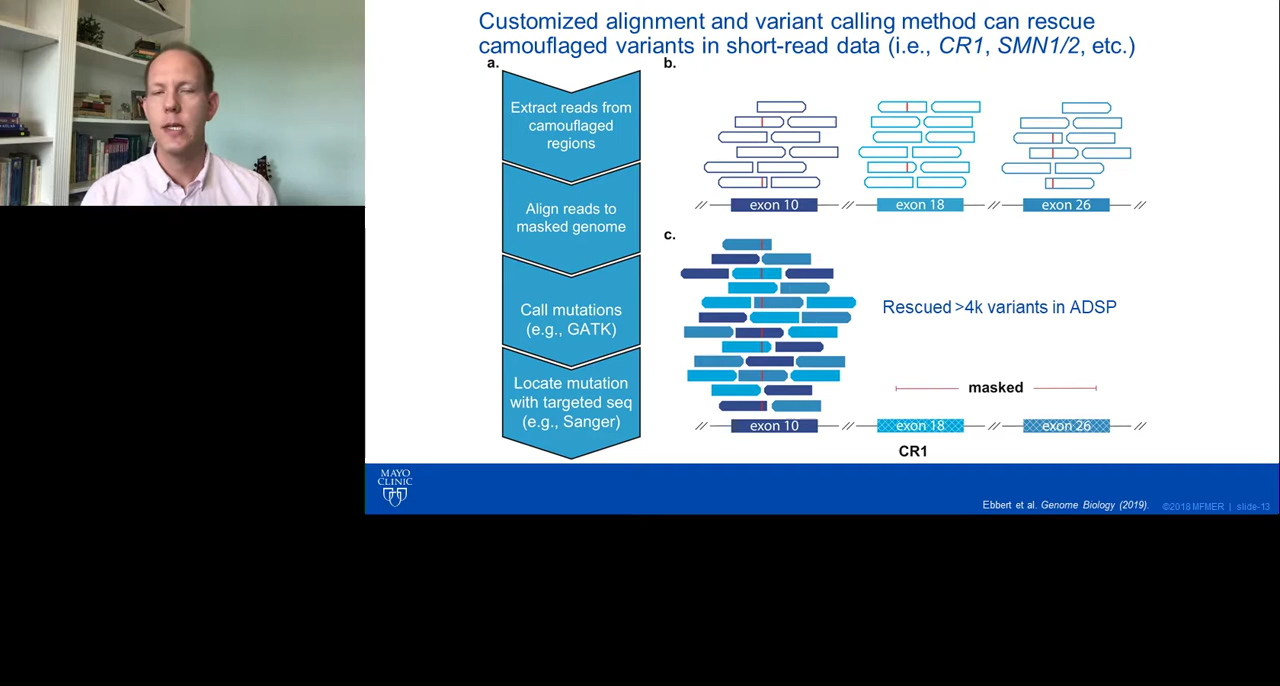 Customized alignment and variant calling method can rescue
camouflaged variants in short-read data (i.e., CR1, SMN1/2, etc.)
a.
Extract reads from
camouflaged
regions
Align reads to
masked genome
Call mutations
(e.g., GATK)
Locate mutation
with targeted seq
(e.g., Sanger)
b.
exon 10
exon 18
exon 26
c.
Rescued >4k variants in ADSP
masked
exon 10
exon 18
exon 26
CR1
MAYO
CLINIC
Ebbert et al. Genome Biology (2019).
©2018 MFMER | slide-13